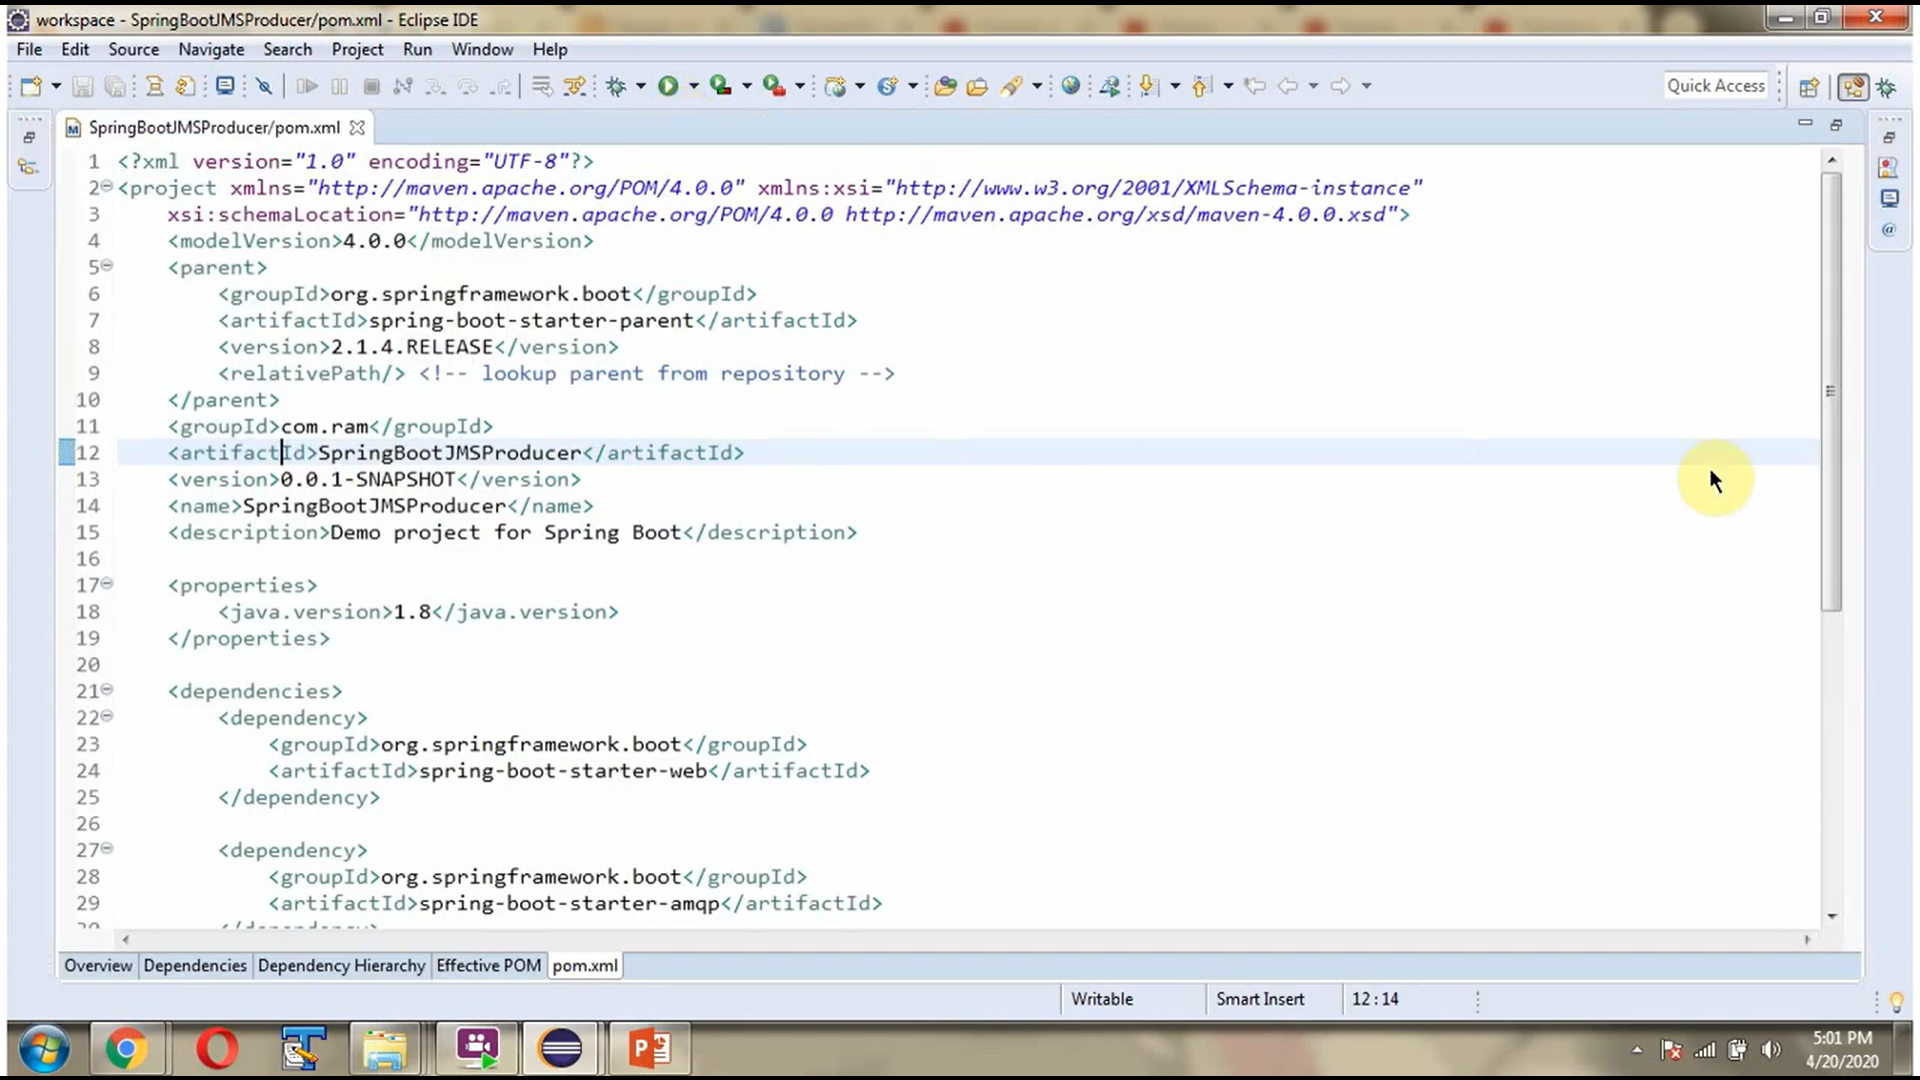 workspace - SpringBootJMSProducer/pom.xml - Eclipse IDE
File Edit Source Navigate Search Project Run Window Help
Quick Access
SpringBootJMSProducer/pom.xml
1 <?xml version="1.0" encoding="UTF-8"?>
2 <project xmlns="http://maven.apache.org/POM/4.0.0" xmlns:xsi="http://www.w3.org/2001/XMLSchema-instance"
3 xsi:schemaLocation="http://maven.apache.org/POM/4.0.0 http://maven.apache.org/xsd/maven-4.0.0.xsd">
4 <modelVersion>4.0.0</modelVersion>
5 <parent>
6 <groupId>org.springframework.boot</groupId>
7 <artifactId>spring-boot-starter-parent</artifactId>
8 <version>2.1.4.RELEASE</version>
9 <relativePath/> <!-- lookup parent from repository -->
10 </parent>
11 <groupId>com.ram</groupId>
12 <artifactId>SpringBootJMSProducer</artifactId>
13 <version>0.0.1-SNAPSHOT</version>
14 <name>SpringBootJMSProducer</name>
15 <description>Demo project for Spring Boot</description>
16
17 <properties>
18 <java.version>1.8</java.version>
19 </properties>
20
21 <dependencies>
22 <dependency>
23 <groupId>org.springframework.boot</groupId>
24 <artifactId>spring-boot-starter-web</artifactId>
25 </dependency>
26
27 <dependency>
28 <groupId>org.springframework.boot</groupId>
29 <artifactId>spring-boot-starter-amqp</artifactId>
Overview Dependencies Dependency Hierarchy Effective POM pom.xml
Writable Smart Insert 12 : 14
5:01 PM
4/20/2020